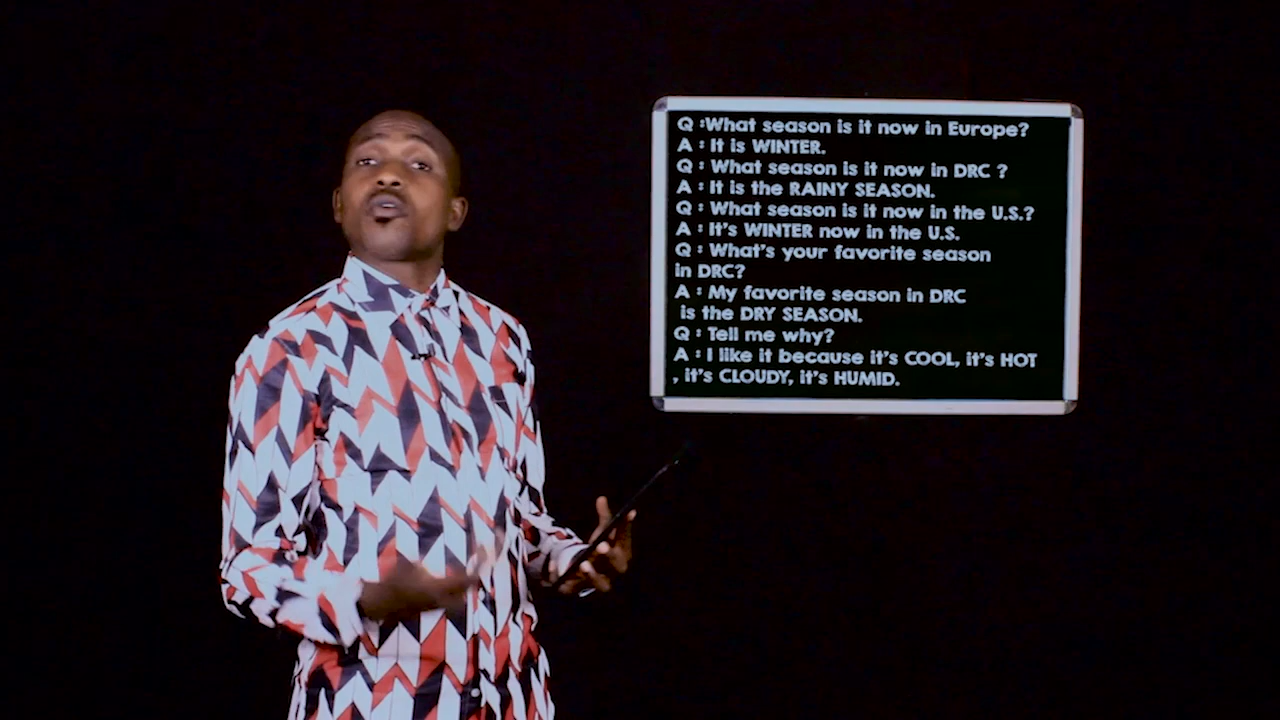 Q :What season is it now in Europe?
A : It is WINTER.
Q : What season is it now in DRC ?
A : It is the RAINY SEASON.
Q : What season is it now in the U.S.?
A : It's WINTER now in the U.S.
Q : What's your favorite season
in DRC?
A : My favorite season in DRC
is the DRY SEASON.
Q : Tell me why?
A : I like it because it's COOL, it's HOT
, it's CLOUDY, it's HUMID.